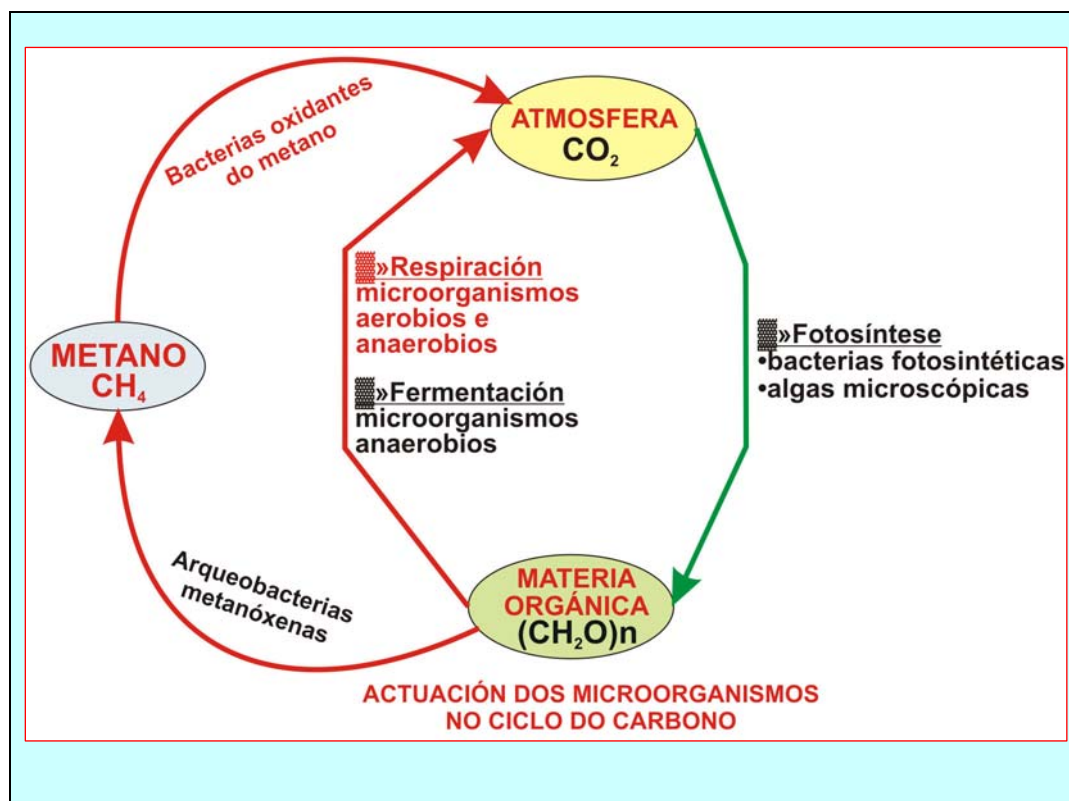 Bacterias oxidantes
do metano
ATMOSFERA
CO₂
»Respiración
microorganismos
aerobios e
anaerobios
»Fermentación
microorganismos
anaerobios
»Fotosíntese
•bacterias fotosintéticas
•algas microscópicas
METANO
CH₄
Arqueobacterias
metanóxenas
MATERIA
ORGÁNICA
(CH₂O)n
ACTUACIÓN DOS MICROORGANISMOS
NO CICLO DO CARBONO